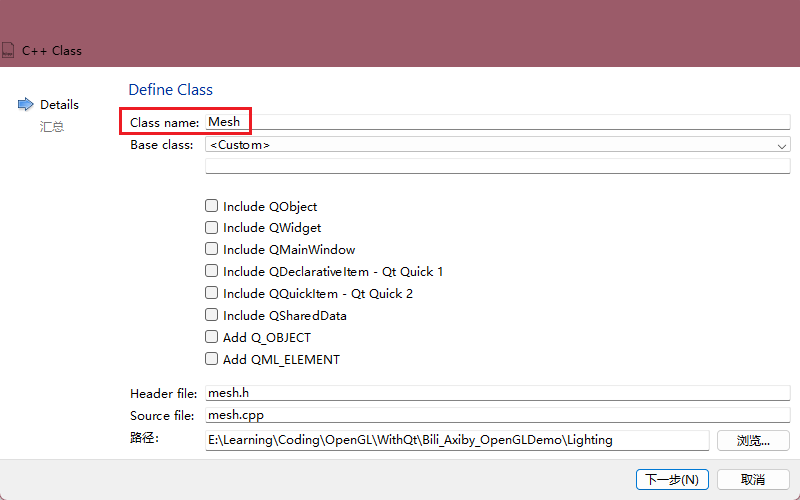 C++ Class
Define Class
Details
汇总
Class name: Mesh
Base class: <Custom>
Include QObject
Include QWidget
Include QMainWindow
Include QDeclarativeItem - Qt Quick 1
Include QQuickItem - Qt Quick 2
Include QSharedData
Add Q_OBJECT
Add QML_ELEMENT
Header file: mesh.h
Source file: mesh.cpp
路径: E:\Learning\Coding\OpenGL\WithQt\Bili_Axiby_OpenGLDemo\Lighting 浏览...
下一步(N) 取消